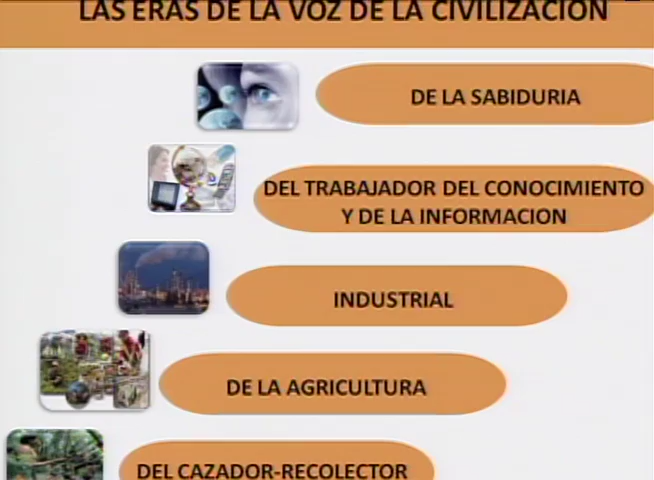 LAS ERAS DE LA VOZ DE LA CIVILIZACION
DE LA SABIDURIA
DEL TRABAJADOR DEL CONOCIMIENTO
Y DE LA INFORMACION
INDUSTRIAL
DE LA AGRICULTURA
DEL CAZADOR-RECOLECTOR